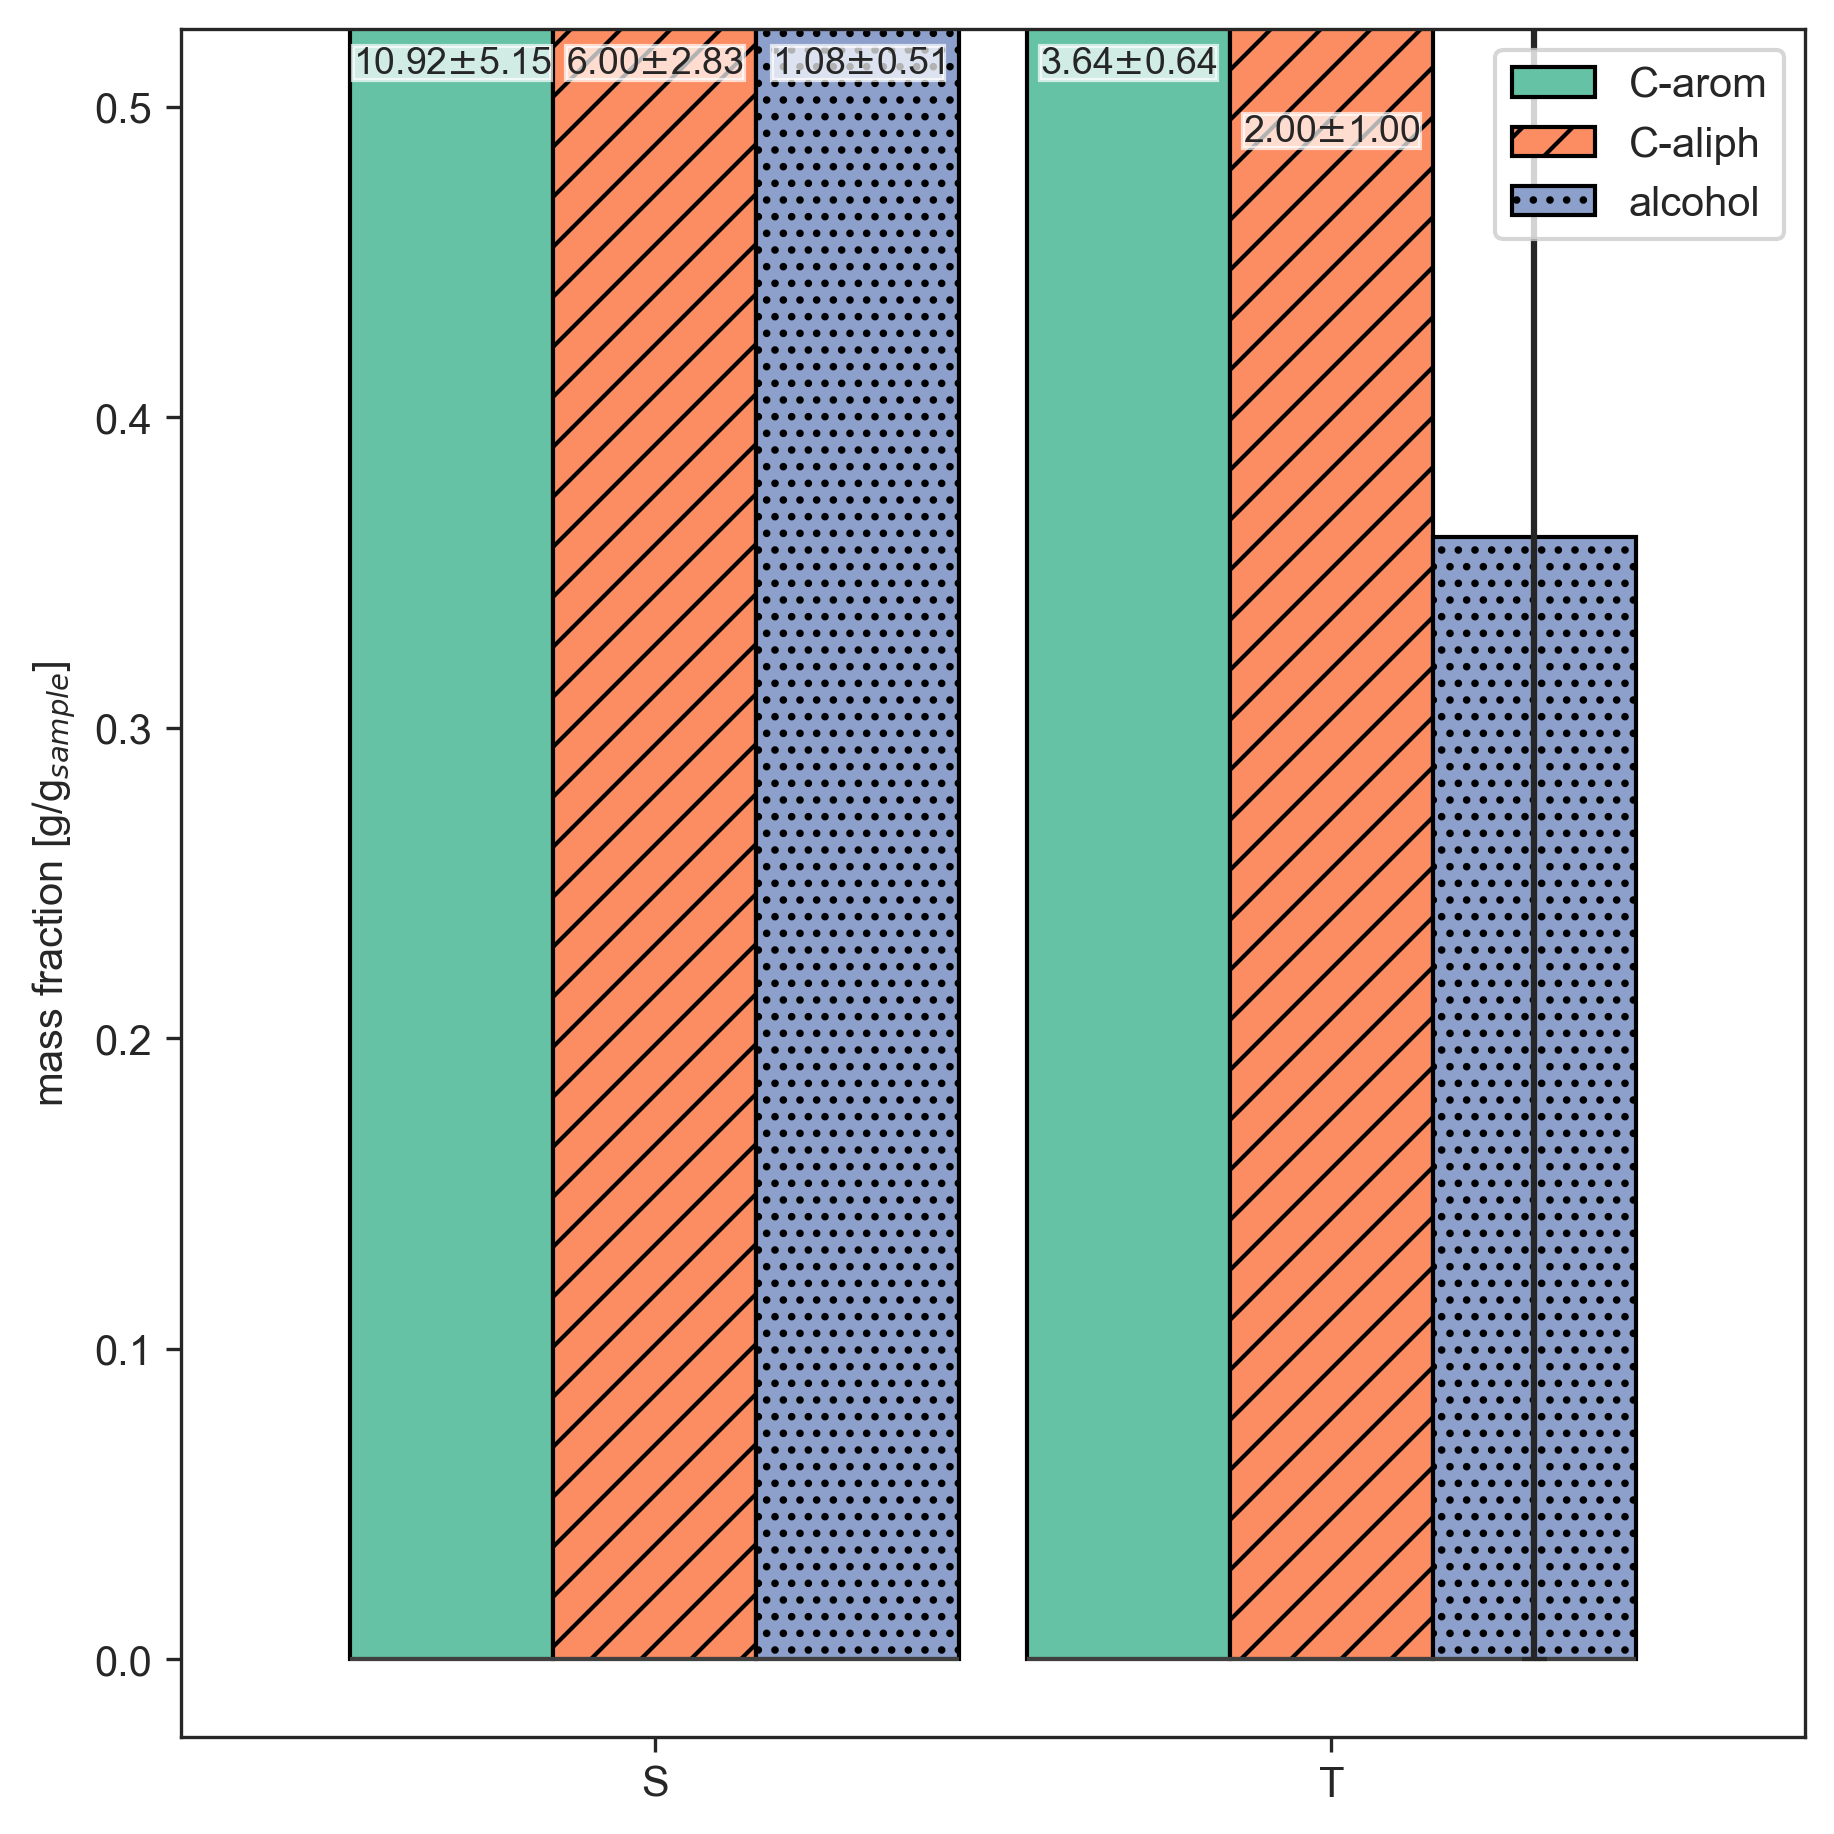 10.92±5.15
6.00±2.83
1.08±0.51
3.64±0.64
2.00±1.00
C-arom
C-aliph
alcohol
0.5
0.4
0.3
0.2
0.1
0.0
mass fraction [g/g_sample]
S
T